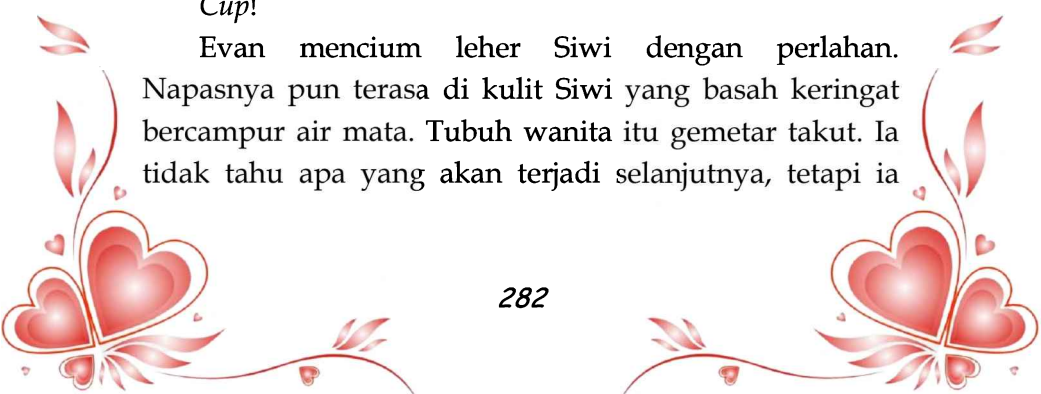 Cup!
Evan mencium leher Siwi dengan perlahan.
Napasnya pun terasa di kulit Siwi yang basah keringat
bercampur air mata. Tubuh wanita itu gemetar takut. Ia
tidak tahu apa yang akan terjadi selanjutnya, tetapi ia
282